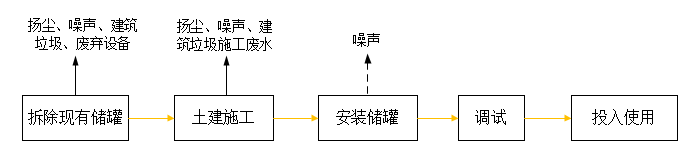 扬尘、噪声、建筑
垃圾、废弃设备
扬尘、噪声、建
筑垃圾施工废水
噪声
拆除现有储罐
土建施工
安装储罐
调试
投入使用